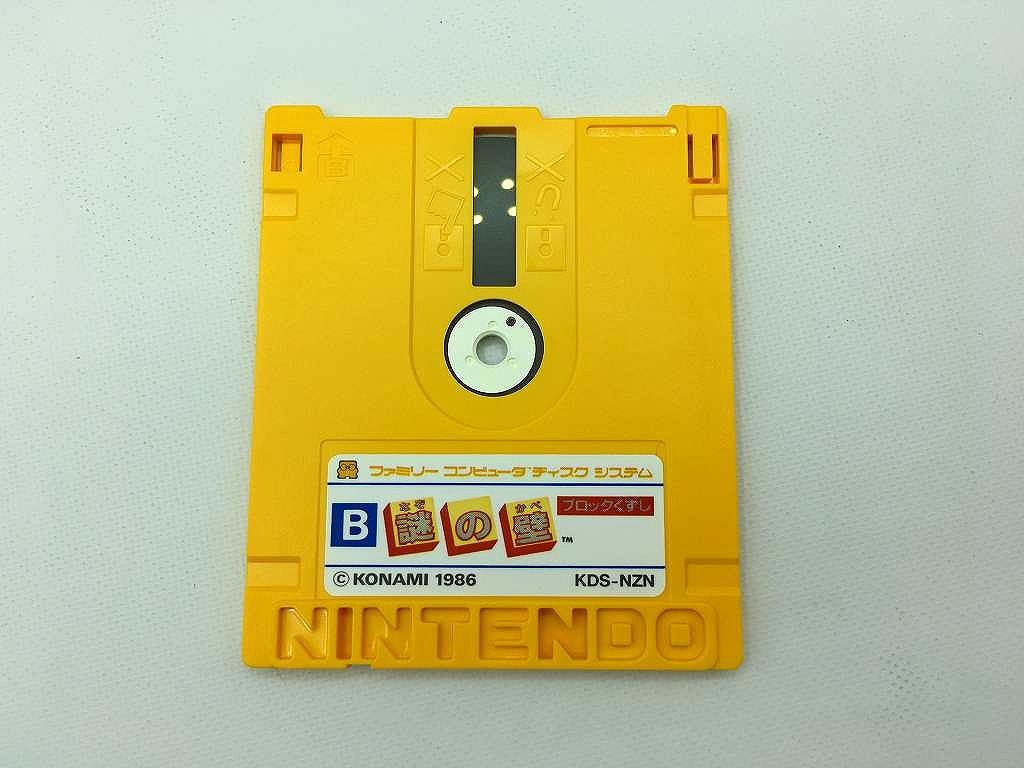 ファミリー コンピュータ ディスク システム
B 謎の壁 ブロックくずし ™
なぞ かべ
© KONAMI 1986 KDS-NZN
NINTENDO